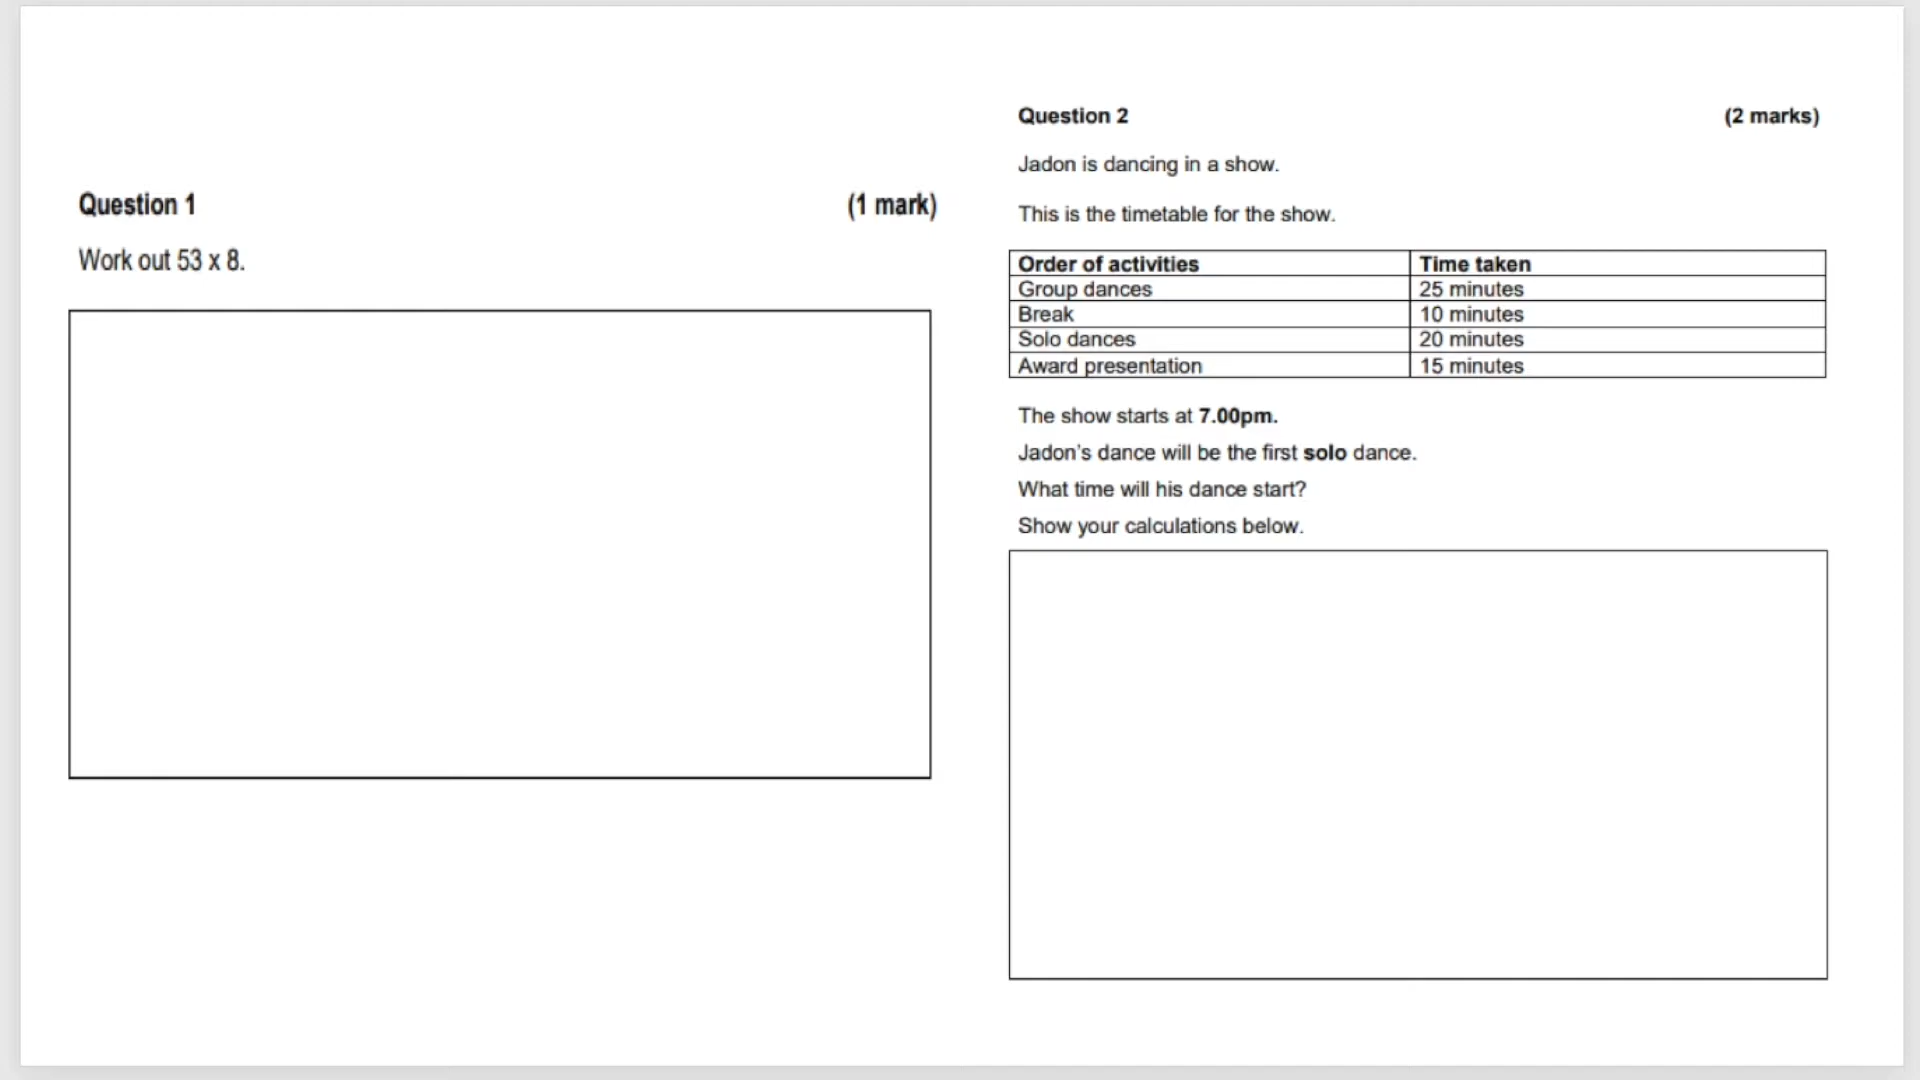 Question 1 (1 mark)
Work out 53 x 8.
Question 2 (2 marks)
Jadon is dancing in a show.
This is the timetable for the show.
Order of activities Time taken
Group dances 25 minutes
Break 10 minutes
Solo dances 20 minutes
Award presentation 15 minutes
The show starts at 7.00pm.
Jadon's dance will be the first solo dance.
What time will his dance start?
Show your calculations below.